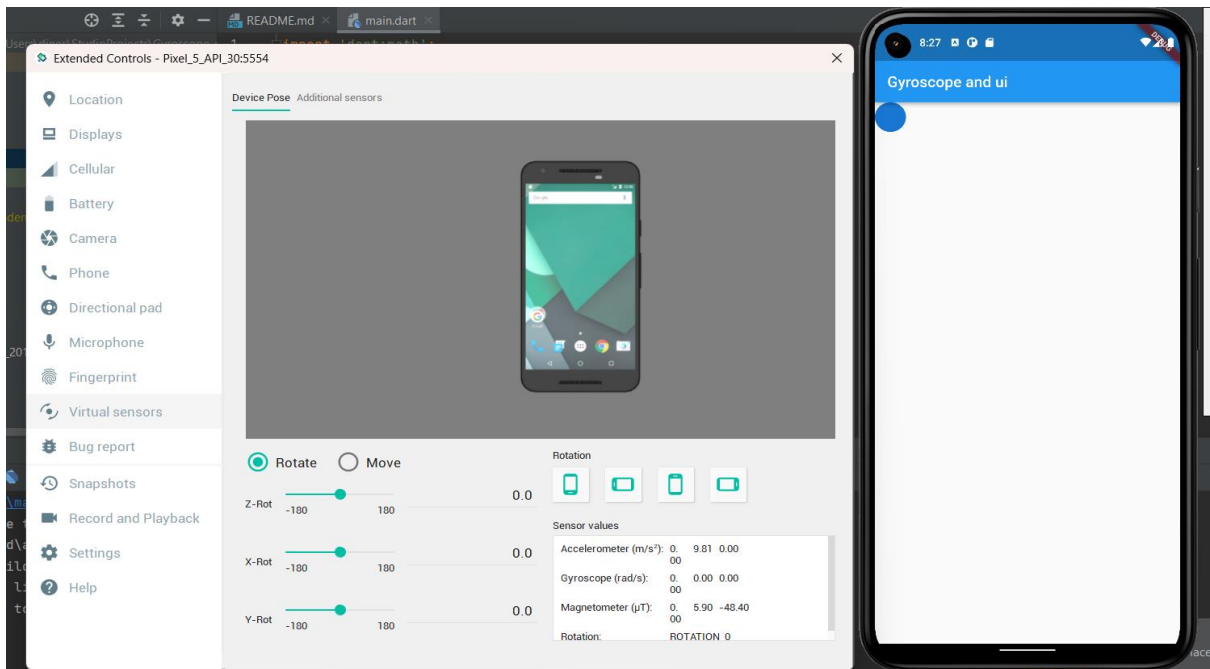 README.md
main.dart
Extended Controls - Pixel_5_API_30:5554
Location
Displays
Cellular
Battery
Camera
Phone
Directional pad
Microphone
Fingerprint
Virtual sensors
Bug report
Snapshots
Record and Playback
Settings
Help
Device Pose Additional sensors
Rotate Move
Z-Rot -180 180 0.0
X-Rot -180 180 0.0
Y-Rot -180 180 0.0
Rotation
Sensor values
Accelerometer (m/s²): 0. 9.81 0.00
00
Gyroscope (rad/s): 0. 0.00 0.00
00
Magnetometer (μT): 0. 5.90 -48.40
00
Rotation: ROTATION 0
8:27
DEBUG
Gyroscope and ui